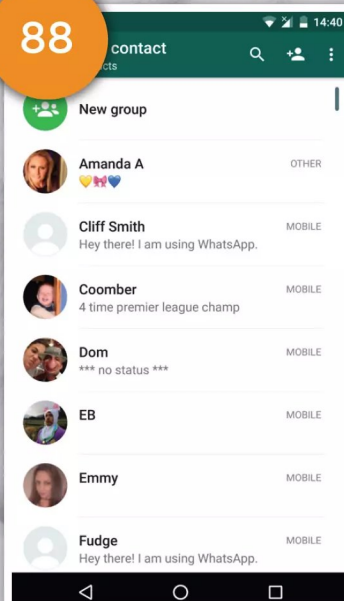 88
14:40
contact
cts
New group
Amanda A
OTHER
💛🎀💙
Cliff Smith
MOBILE
Hey there! I am using WhatsApp.
Coomber
MOBILE
4 time premier league champ
Dom
MOBILE
*** no status ***
EB
MOBILE
Emmy
MOBILE
Fudge
MOBILE
Hey there! I am using WhatsApp.